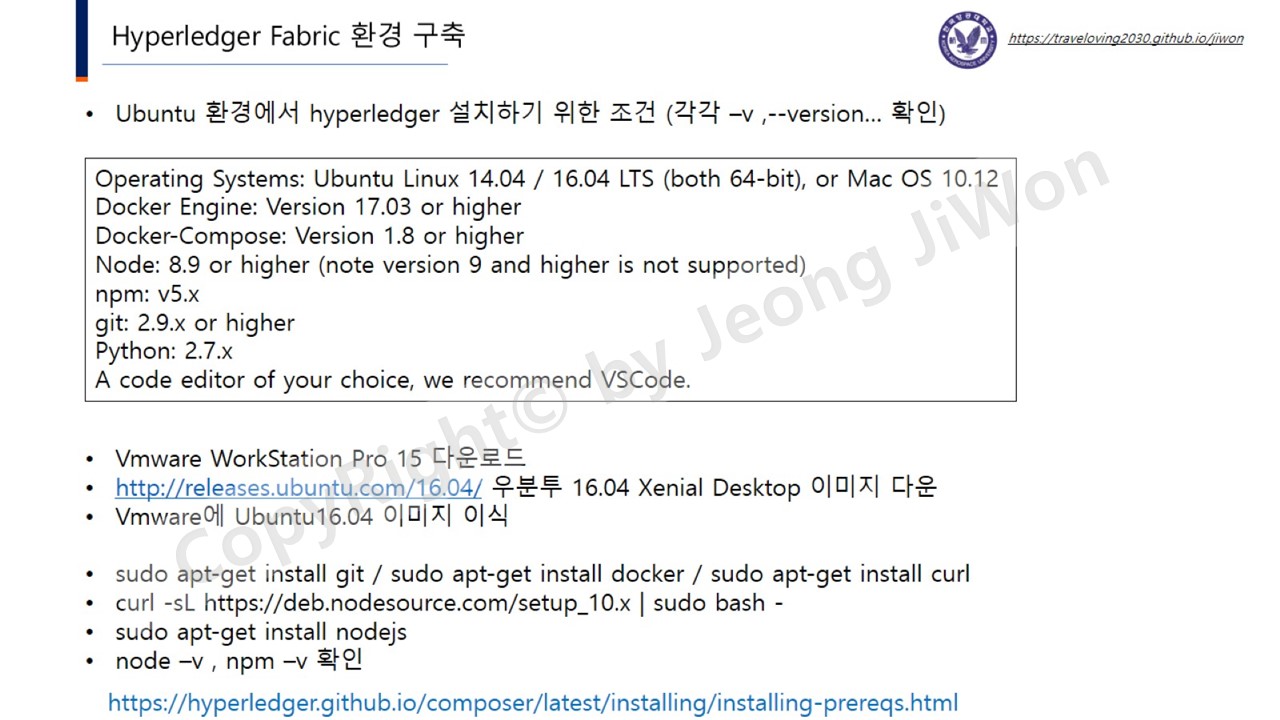 Hyperledger Fabric 환경 구축
https://traveloving2030.github.io/jiwon
• Ubuntu 환경에서 hyperledger 설치하기 위한 조건 (각각 –v ,--version... 확인)
Operating Systems: Ubuntu Linux 14.04 / 16.04 LTS (both 64-bit), or Mac OS 10.12
Docker Engine: Version 17.03 or higher
Docker-Compose: Version 1.8 or higher
Node: 8.9 or higher (note version 9 and higher is not supported)
npm: v5.x
git: 2.9.x or higher
Python: 2.7.x
A code editor of your choice, we recommend VSCode.
CopyRight© by Jeong JiWon
• Vmware WorkStation Pro 15 다운로드
• http://releases.ubuntu.com/16.04/ 우분투 16.04 Xenial Desktop 이미지 다운
• Vmware에 Ubuntu16.04 이미지 이식
• sudo apt-get install git / sudo apt-get install docker / sudo apt-get install curl
• curl -sL https://deb.nodesource.com/setup_10.x | sudo bash -
• sudo apt-get install nodejs
• node –v , npm –v 확인
https://hyperledger.github.io/composer/latest/installing/installing-prereqs.html